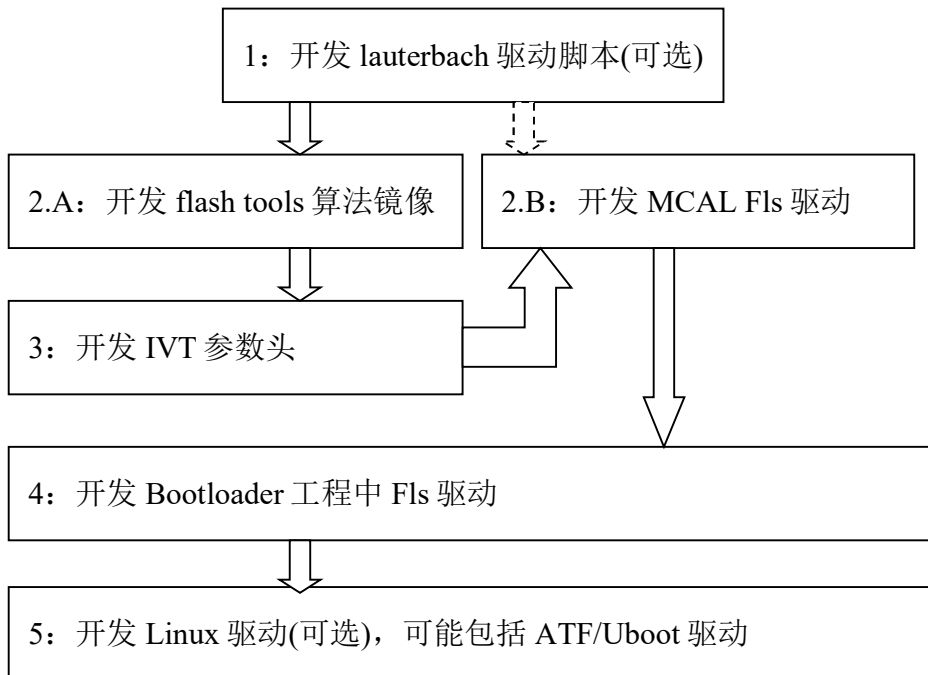 1：开发 lauterbach 驱动脚本(可选)
2.A：开发 flash tools 算法镜像
2.B：开发 MCAL Fls 驱动
3：开发 IVT 参数头
4：开发 Bootloader 工程中 Fls 驱动
5：开发 Linux 驱动(可选)，可能包括 ATF/Uboot 驱动